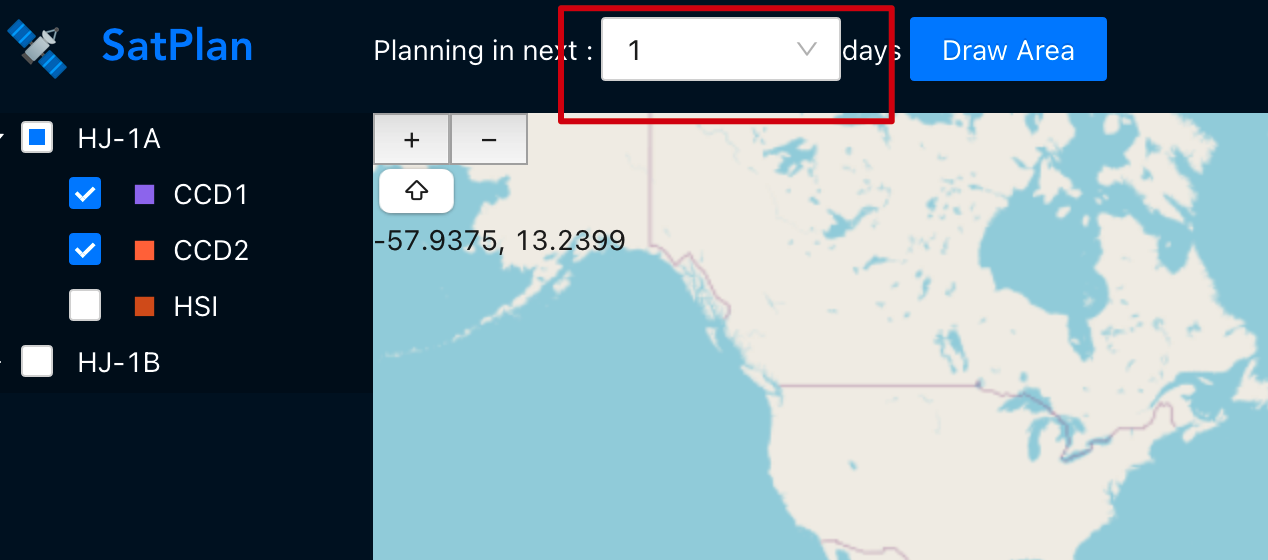 SatPlan
Planning in next : 1 days Draw Area
HJ-1A
CCD1
CCD2
HSI
HJ-1B
+ −
-57.9375, 13.2399